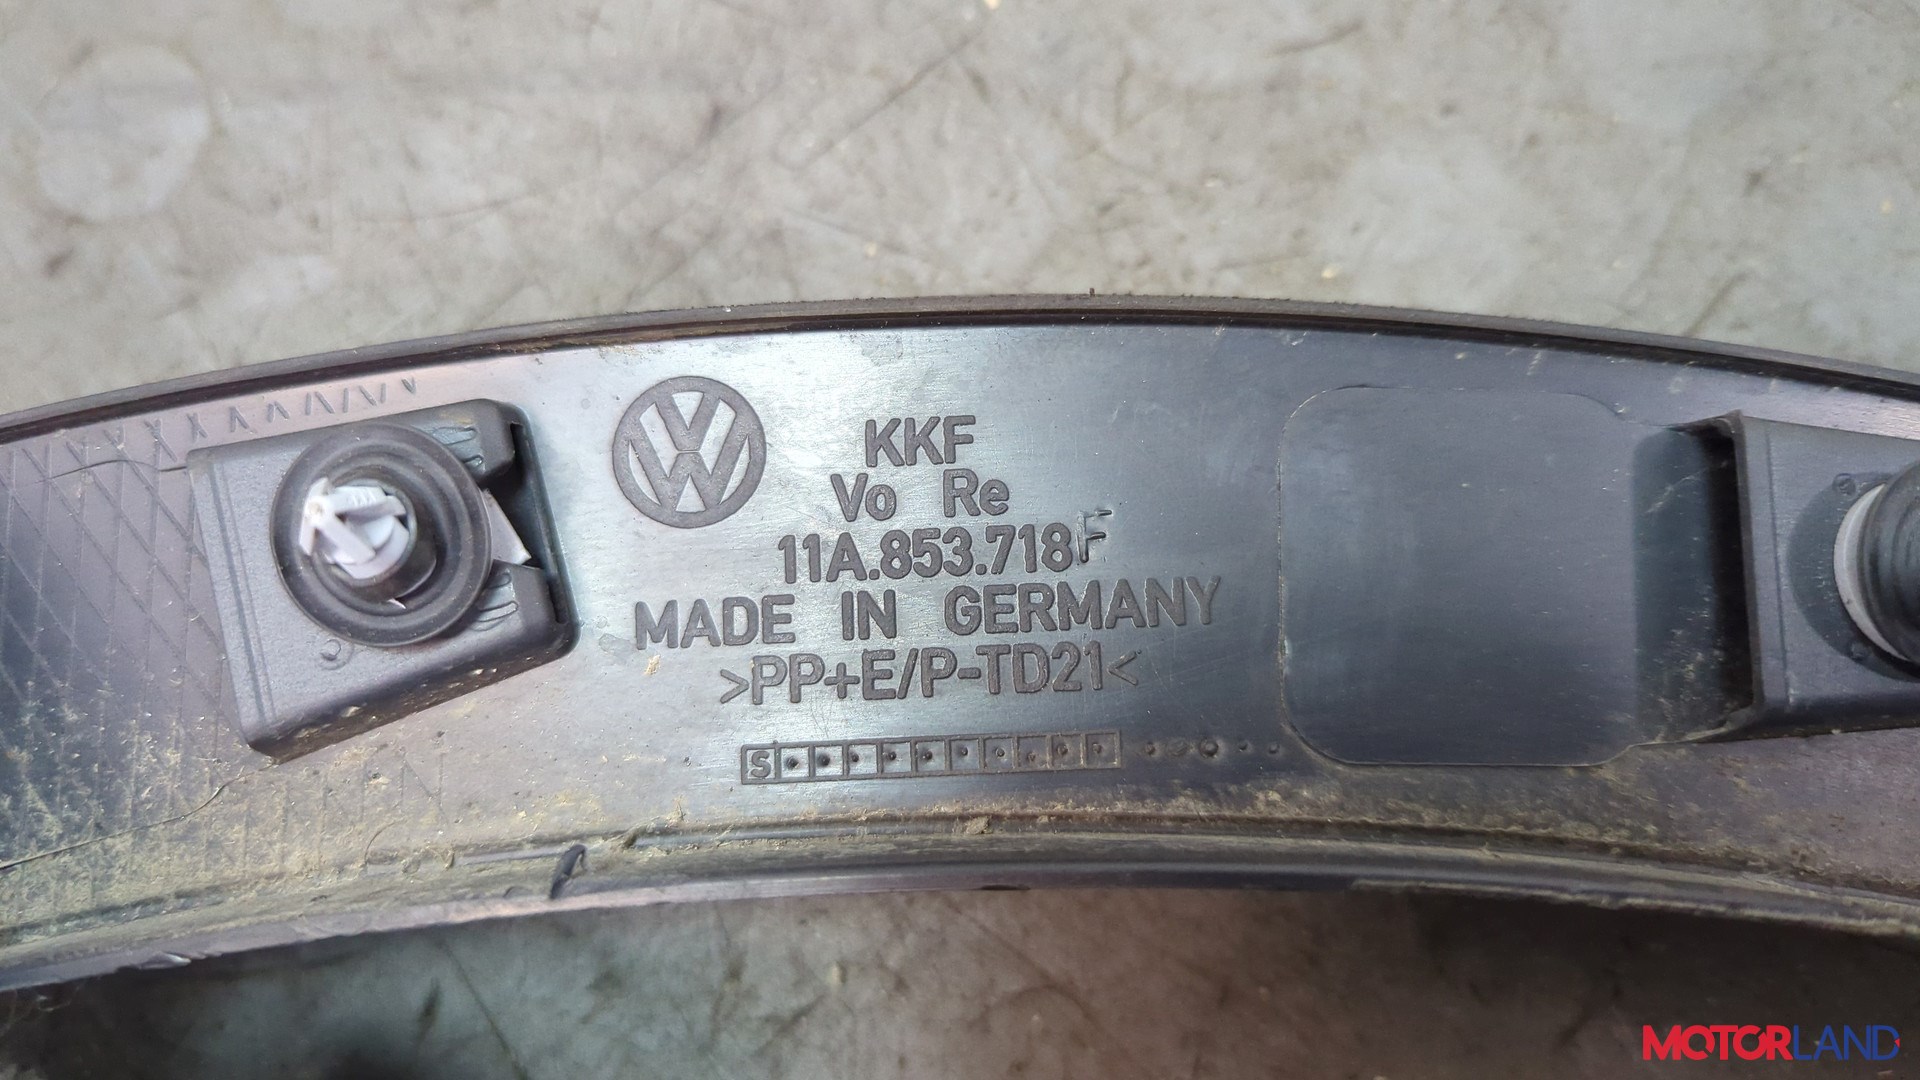 KKF
Vo Re
11A.853.718F
MADE IN GERMANY
>PP+E/P-TD21<
S
MOTORLAND